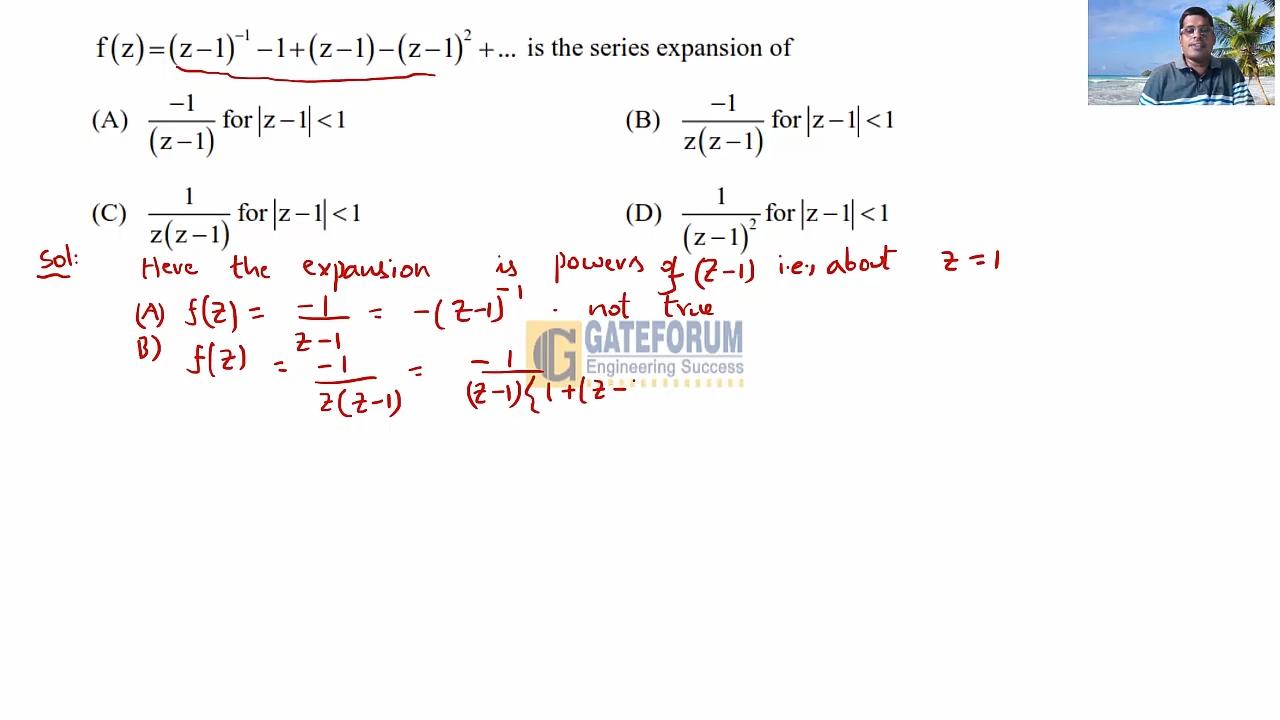 f(z)=(z−1)⁻¹ −1+(z−1)−(z−1)² +... is the series expansion of
(A) −1/(z−1) for |z−1|<1
(B) −1/z(z−1) for |z−1|<1
(C) 1/z(z−1) for |z−1|<1
(D) 1/(z−1)² for |z−1|<1
Sol: Here the expansion is powers of (z-1) i.e., about z = 1
(A) f(z) = -1/z-1 = -(z-1)⁻¹ . not true
B) f(z) = -1/z(z-1) = -1/(z-1){1+(z-
GATEFORUM
Engineering Success